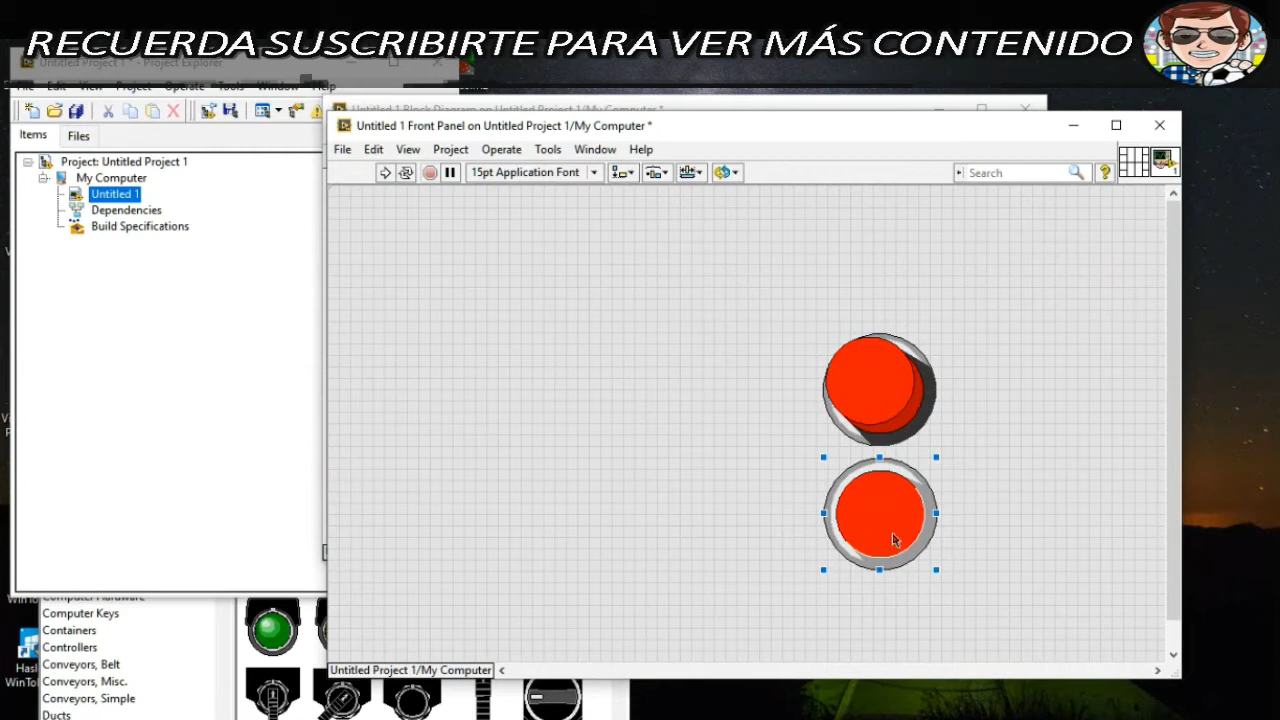 RECUERDA SUSCRIBIRTE PARA VER MÁS CONTENIDO
Untitled Project 1 * - Project Explorer
File Edit View Project Operate Tools Window Help
Items Files
Project: Untitled Project 1
My Computer
Untitled 1
Dependencies
Build Specifications
Untitled 1 Block Diagram on Untitled Project 1/My Computer *
Untitled 1 Front Panel on Untitled Project 1/My Computer *
File Edit View Project Operate Tools Window Help
15pt Application Font
Search
Untitled Project 1/My Computer
Computer Hardware
Computer Keys
Containers
Controllers
Conveyors, Belt
Conveyors, Misc.
Conveyors, Simple
Ducts